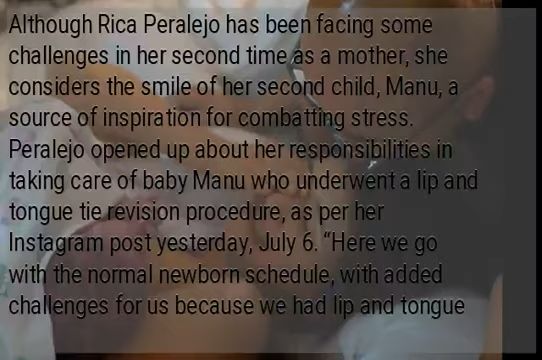 Although Rica Peralejo has been facing some
challenges in her second time as a mother, she
considers the smile of her second child, Manu, a
source of inspiration for combatting stress.
Peralejo opened up about her responsibilities in
taking care of baby Manu who underwent a lip and
tongue tie revision procedure, as per her
Instagram post yesterday, July 6. “Here we go
with the normal newborn schedule, with added
challenges for us because we had lip and tongue